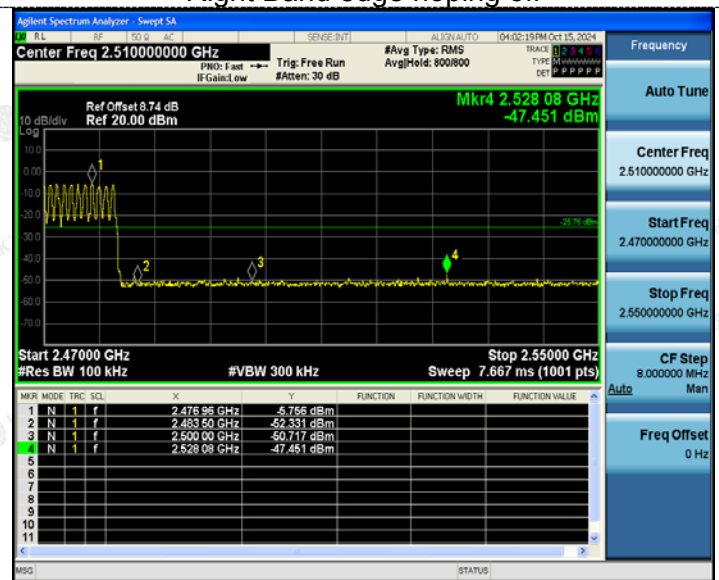 Agilent Spectrum Analyzer - Swept SA
RL RF 50 Ω AC SENSE:INT ALIGNAUTO 04:02:19PM Oct 15, 2024
Center Freq 2.510000000 GHz #Avg Type: RMS TRACE 1 2 3 4 5 6
PNO: Fast Trig: Free Run Avg|Hold: 800/800 TYPE M
IFGain:Low #Atten: 30 dB DET P P P P P P
Ref Offset 8.74 dB Mkr4 2.528 08 GHz
10 dB/div Ref 20.00 dBm -47.451 dBm
Log
10.0
0.00
-10.0
-20.0
-30.0
-40.0
-50.0
-60.0
-70.0
1
2
3
4
Start 2.47000 GHz Stop 2.55000 GHz
#Res BW 100 kHz #VBW 300 kHz Sweep 7.667 ms (1001 pts)
MKR MODE TRC SCL X Y FUNCTION FUNCTION WIDTH FUNCTION VALUE
1 N 1 f 2.476 96 GHz -5.756 dBm
2 N 1 f 2.483 50 GHz -52.331 dBm
3 N 1 f 2.500 00 GHz -50.717 dBm
4 N 1 f 2.528 08 GHz -47.451 dBm
5
6
7
8
9
10
11
MSG STATUS
Frequency
Auto Tune
Center Freq
2.510000000 GHz
Start Freq
2.470000000 GHz
Stop Freq
2.550000000 GHz
CF Step
8.000000 MHz
Auto Man
Freq Offset
0 Hz